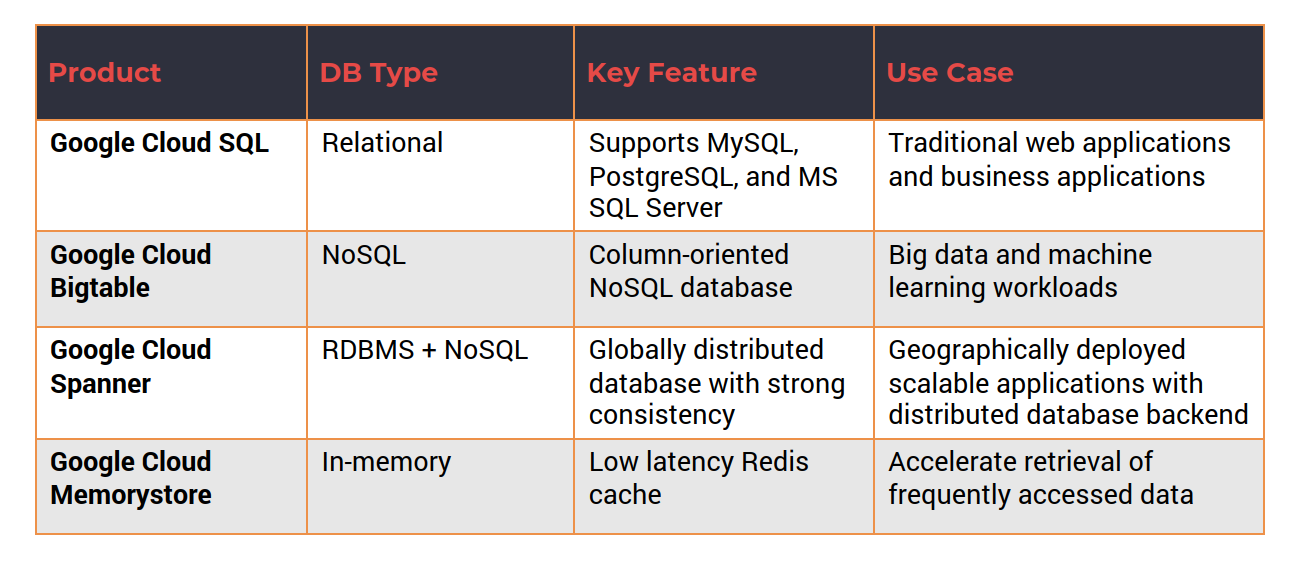 Product DB Type Key Feature Use Case
Google Cloud SQL
Relational
Supports MySQL,
PostgreSQL, and MS
SQL Server
Traditional web applications
and business applications
Google Cloud
Bigtable
NoSQL
Column-oriented
NoSQL database
Big data and machine
learning workloads
Google Cloud
Spanner
RDBMS + NoSQL
Globally distributed
database with strong
consistency
Geographically deployed
scalable applications with
distributed database backend
Google Cloud
Memorystore
In-memory
Low latency Redis
cache
Accelerate retrieval of
frequently accessed data